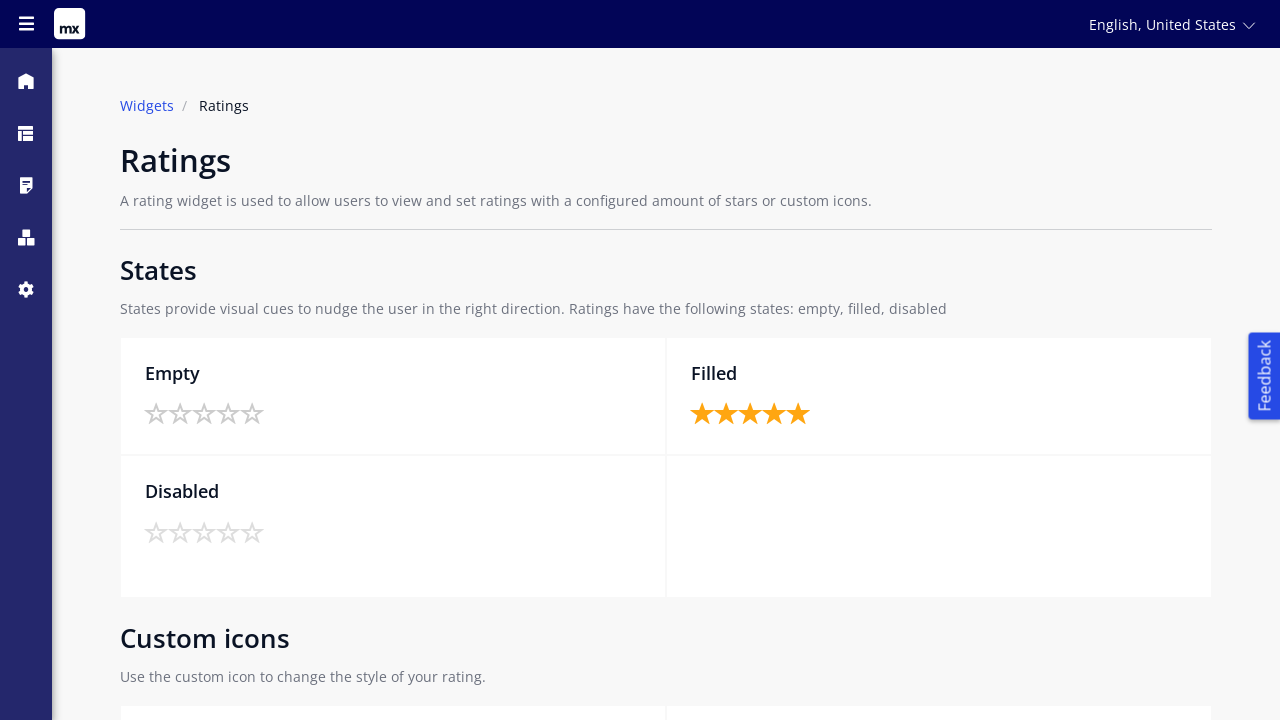 mx
English, United States
Widgets / Ratings
Ratings
A rating widget is used to allow users to view and set ratings with a configured amount of stars or custom icons.
States
States provide visual cues to nudge the user in the right direction. Ratings have the following states: empty, filled, disabled
Empty
Filled
Disabled
Feedback
Custom icons
Use the custom icon to change the style of your rating.